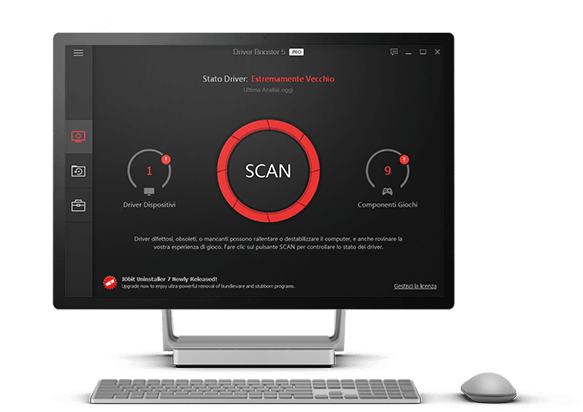 Driver Booster 5 PRO
Stato Driver: Estremamente Vecchio
Ultima Analisi: oggi
1
!
SCAN
9
!
Driver Dispositivi
Componenti Giochi
Driver difettosi, obsoleti, o mancanti possono rallentare o destabilizzare il computer, e anche rovinare la
vostra esperienza di gioco. Fare clic sul pulsante SCAN per controllare lo stato del driver.
NEW
IObit Uninstaller 7 Newly Released!
Upgrade now to enjoy ultra-powerful removal of bundleware and stubborn programs.
Gestisci la licenza